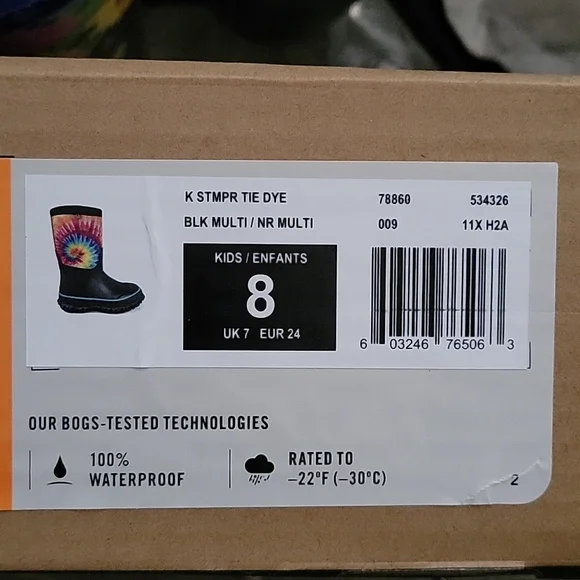 K STMPR TIE DYE 78860 534326
BLK MULTI / NR MULTI 009 11X H2A
KIDS / ENFANTS
8
UK 7 EUR 24
6 03246 76506 3
OUR BOGS-TESTED TECHNOLOGIES
100%
WATERPROOF
RATED TO
–22°F (–30°C)
2